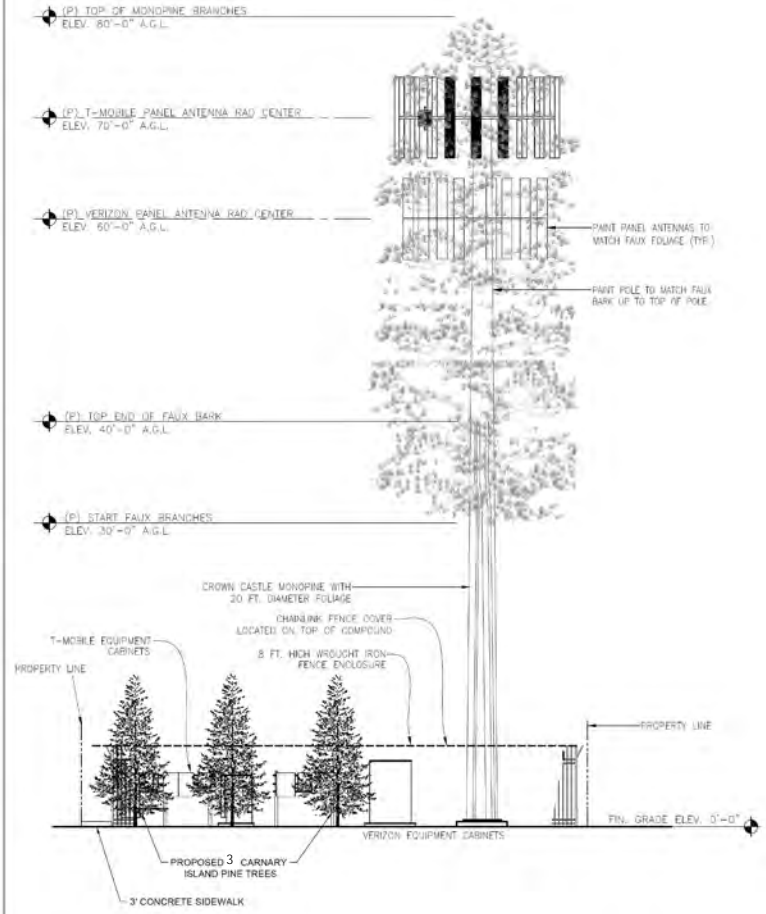 (P) TOP OF MONOPINE BRANCHES
ELEV. 80'-0" A.G.L.
(P) T-MOBILE PANEL ANTENNA RAD CENTER
ELEV. 70'-0" A.G.L.
(P) VERIZON PANEL ANTENNA RAD CENTER
ELEV. 60'-0" A.G.L.
PAINT PANEL ANTENNAS TO
MATCH FAUX FOLIAGE (TYP.)
PAINT POLE TO MATCH FAUX
BARK UP TO TOP OF POLE
(P) TOP END OF FAUX BARK
ELEV. 40'-0" A.G.L.
(P) START FAUX BRANCHES
ELEV. 30'-0" A.G.L.
CROWN CASTLE MONOPINE WITH
20 FT. DIAMETER FOLIAGE
CHAINLINK FENCE COVER
LOCATED ON TOP OF COMPOUND
T-MOBILE EQUIPMENT
CABINETS
8 FT. HIGH WROUGHT IRON
FENCE ENCLOSURE
PROPERTY LINE
PROPERTY LINE
FIN. GRADE ELEV. 0'-0"
VERIZON EQUIPMENT CABINETS
PROPOSED 3 CARNARY
ISLAND PINE TREES
3' CONCRETE SIDEWALK